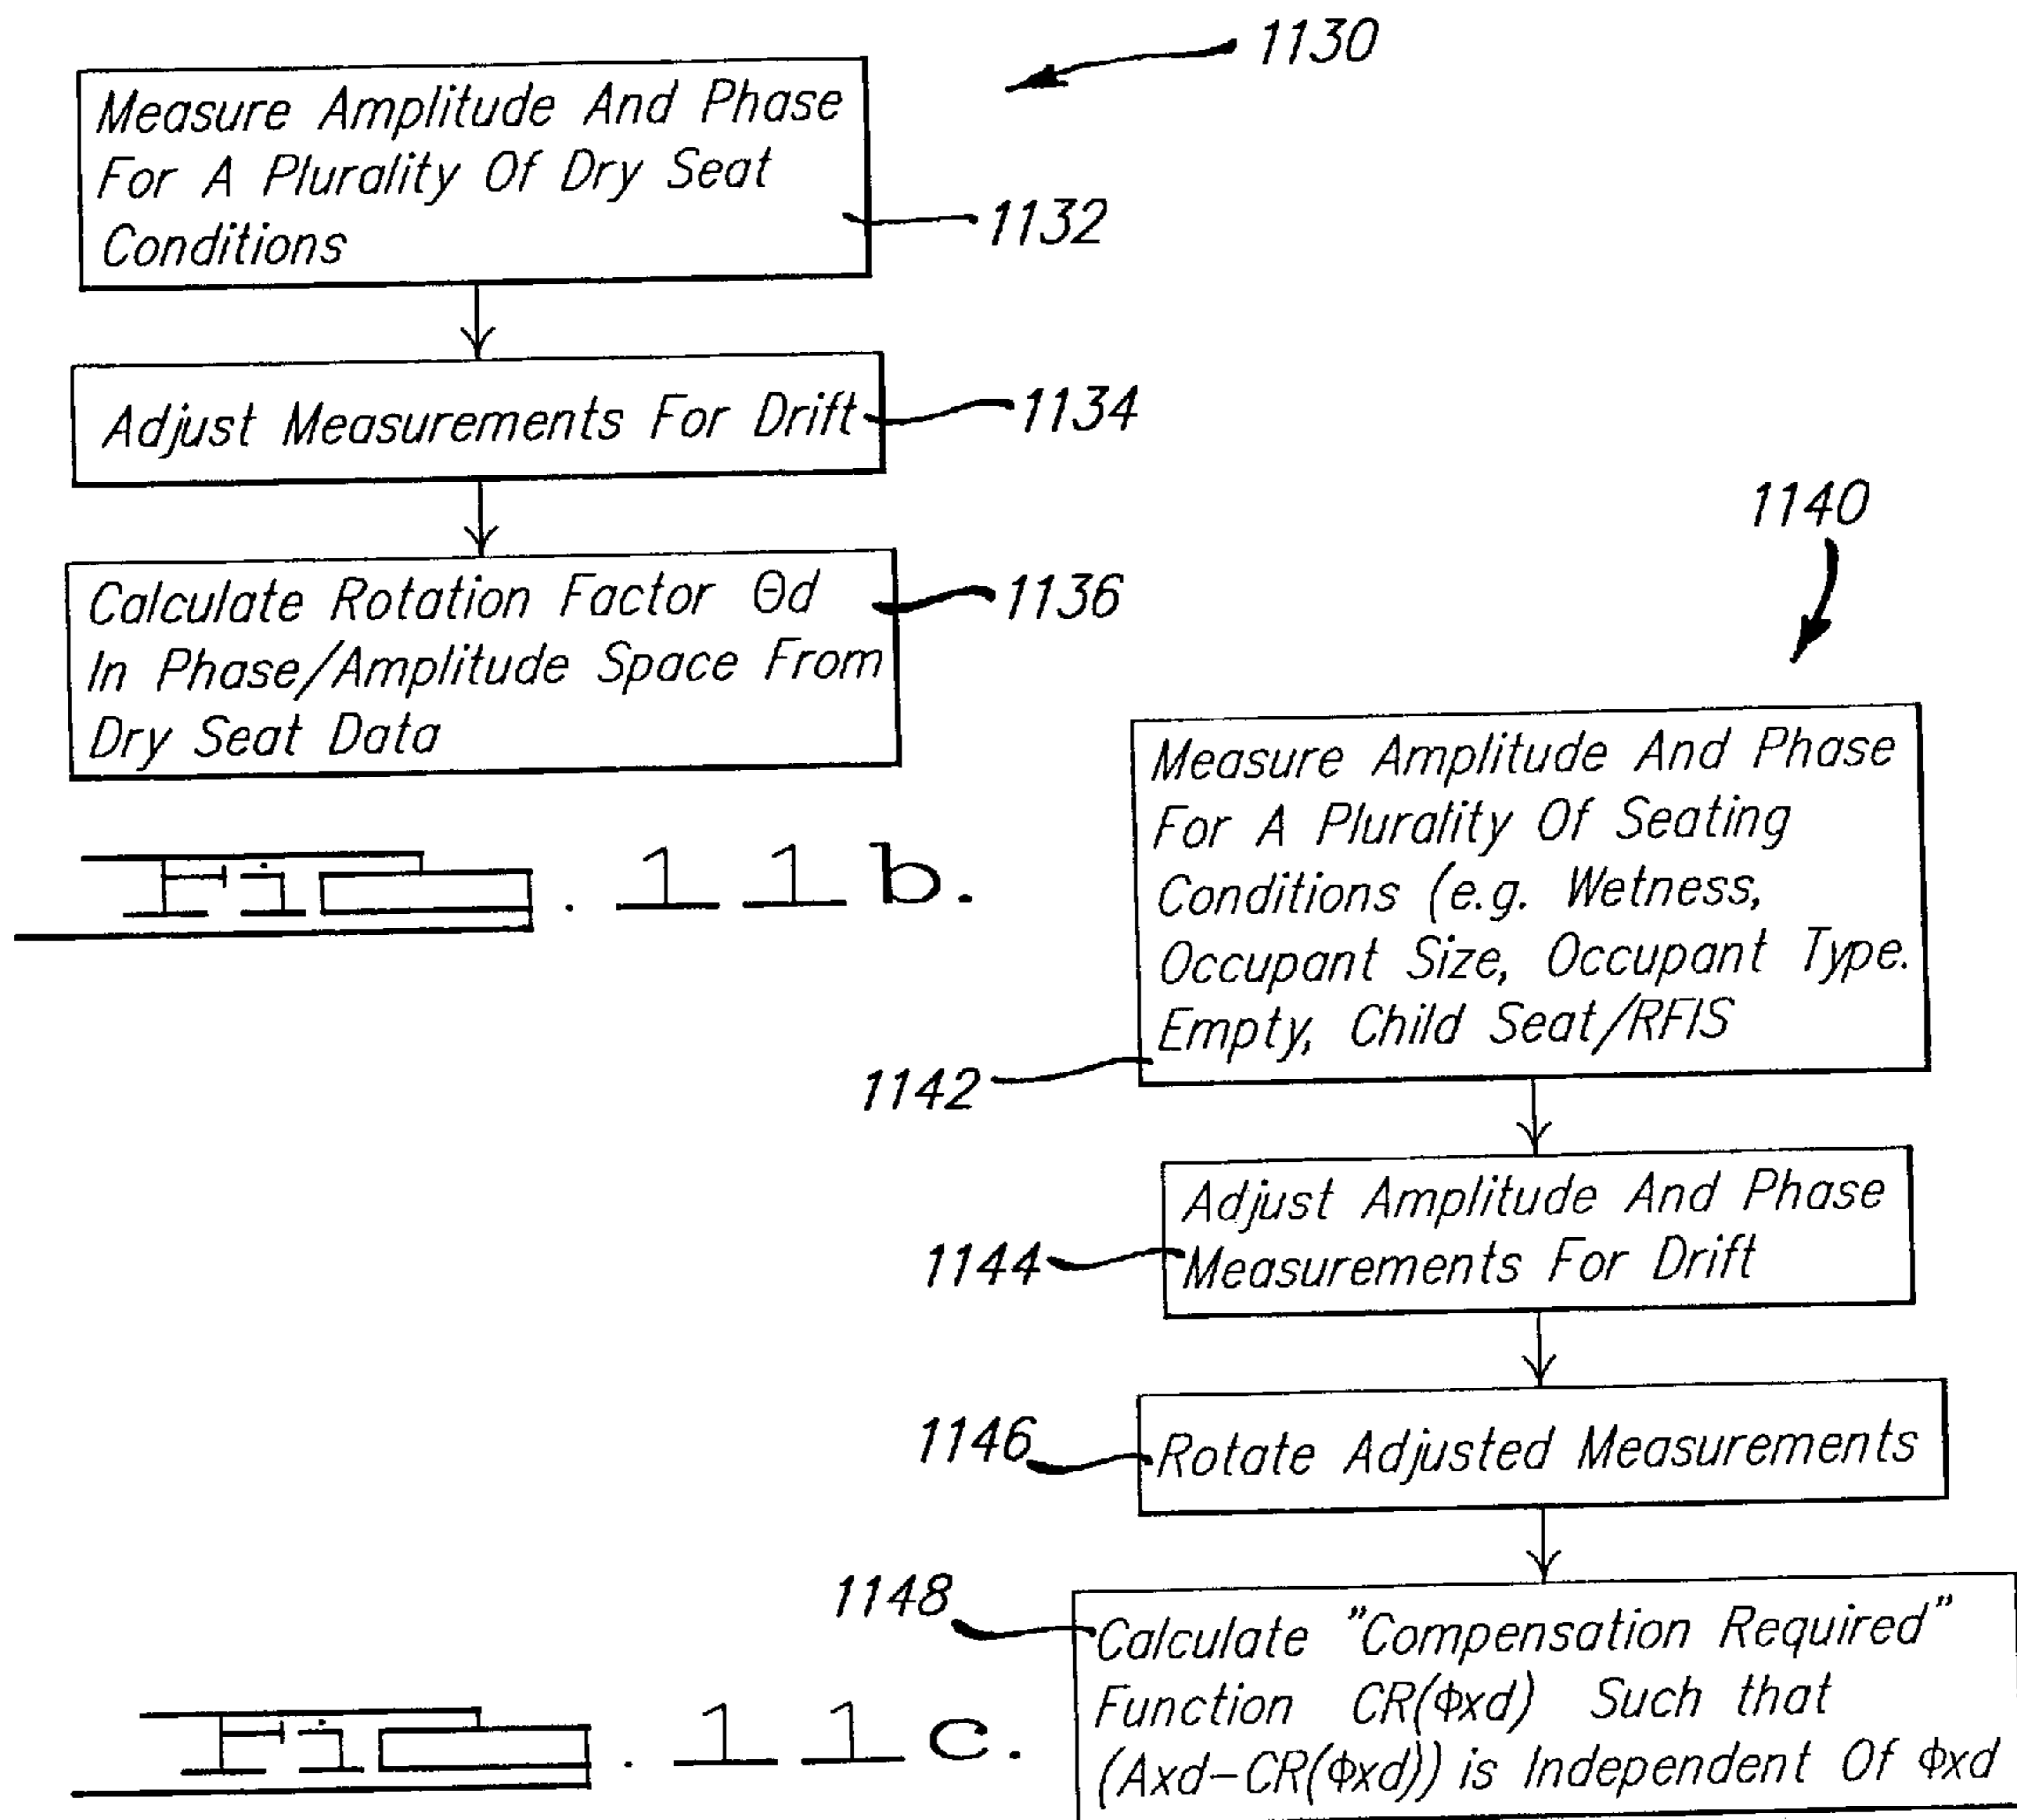 1130
Measure Amplitude And Phase
For A Plurality Of Dry Seat
Conditions
1132
Adjust Measurements For Drift
1134
Calculate Rotation Factor Θd
In Phase/Amplitude Space From
Dry Seat Data
1136
Fig. 11b.
1140
Measure Amplitude And Phase
For A Plurality Of Seating
Conditions (e.g. Wetness,
Occupant Size, Occupant Type.
Empty, Child Seat/RFIS
1142
Adjust Amplitude And Phase
Measurements For Drift
1144
Rotate Adjusted Measurements
1146
Calculate "Compensation Required"
Function CR(Φxd) Such that
(Axd-CR(Φxd)) is Independent Of Φxd
1148
Fig. 11c.